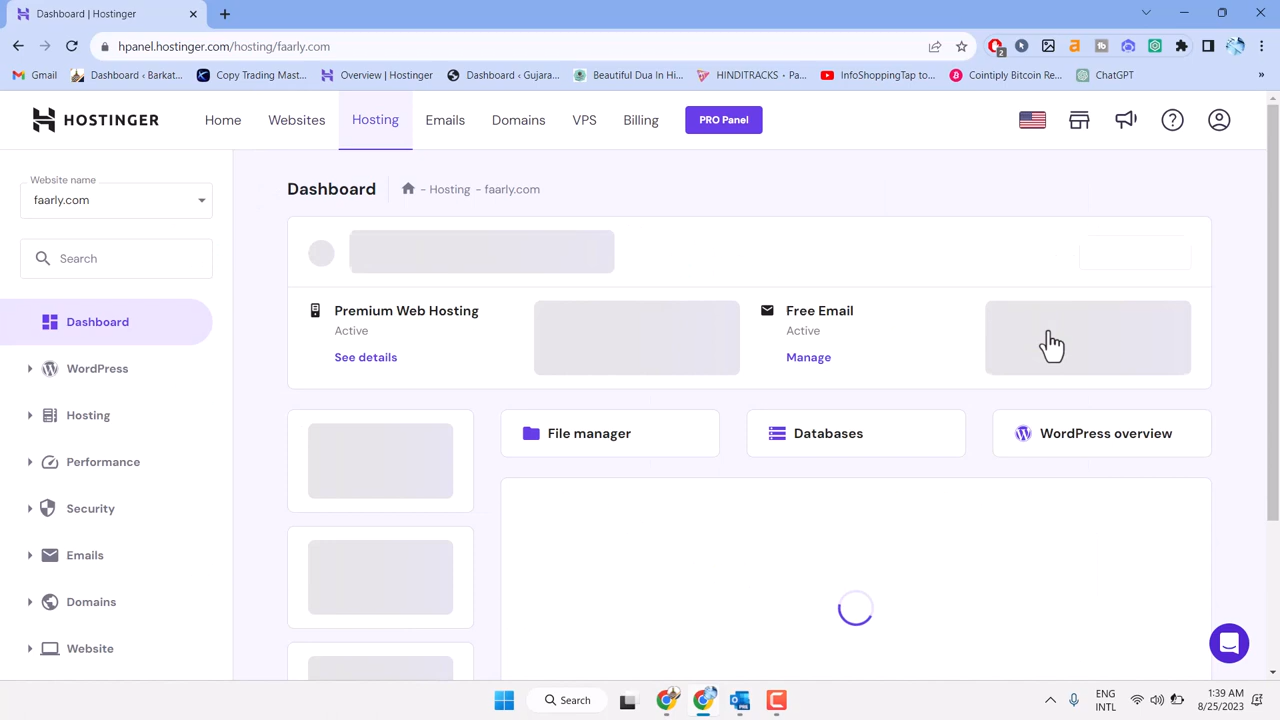 Dashboard | Hostinger
hpanel.hostinger.com/hosting/faarly.com
2
Gmail
Dashboard ‹ Barkat...
Copy Trading Mast...
Overview | Hostinger
Dashboard ‹ Gujara...
Beautiful Dua In Hi...
HINDITRACKS • Pa...
InfoShoppingTap to...
Cointiply Bitcoin Re...
ChatGPT
»
HOSTINGER
Home
Websites
Hosting
Emails
Domains
VPS
Billing
PRO Panel
Website name
faarly.com
Search
Dashboard
WordPress
Hosting
Performance
Security
Emails
Domains
Website
Dashboard
- Hosting - faarly.com
Premium Web Hosting
Active
See details
Free Email
Active
Manage
File manager
Databases
WordPress overview
Search
ENG
INTL
1:39 AM
8/25/2023